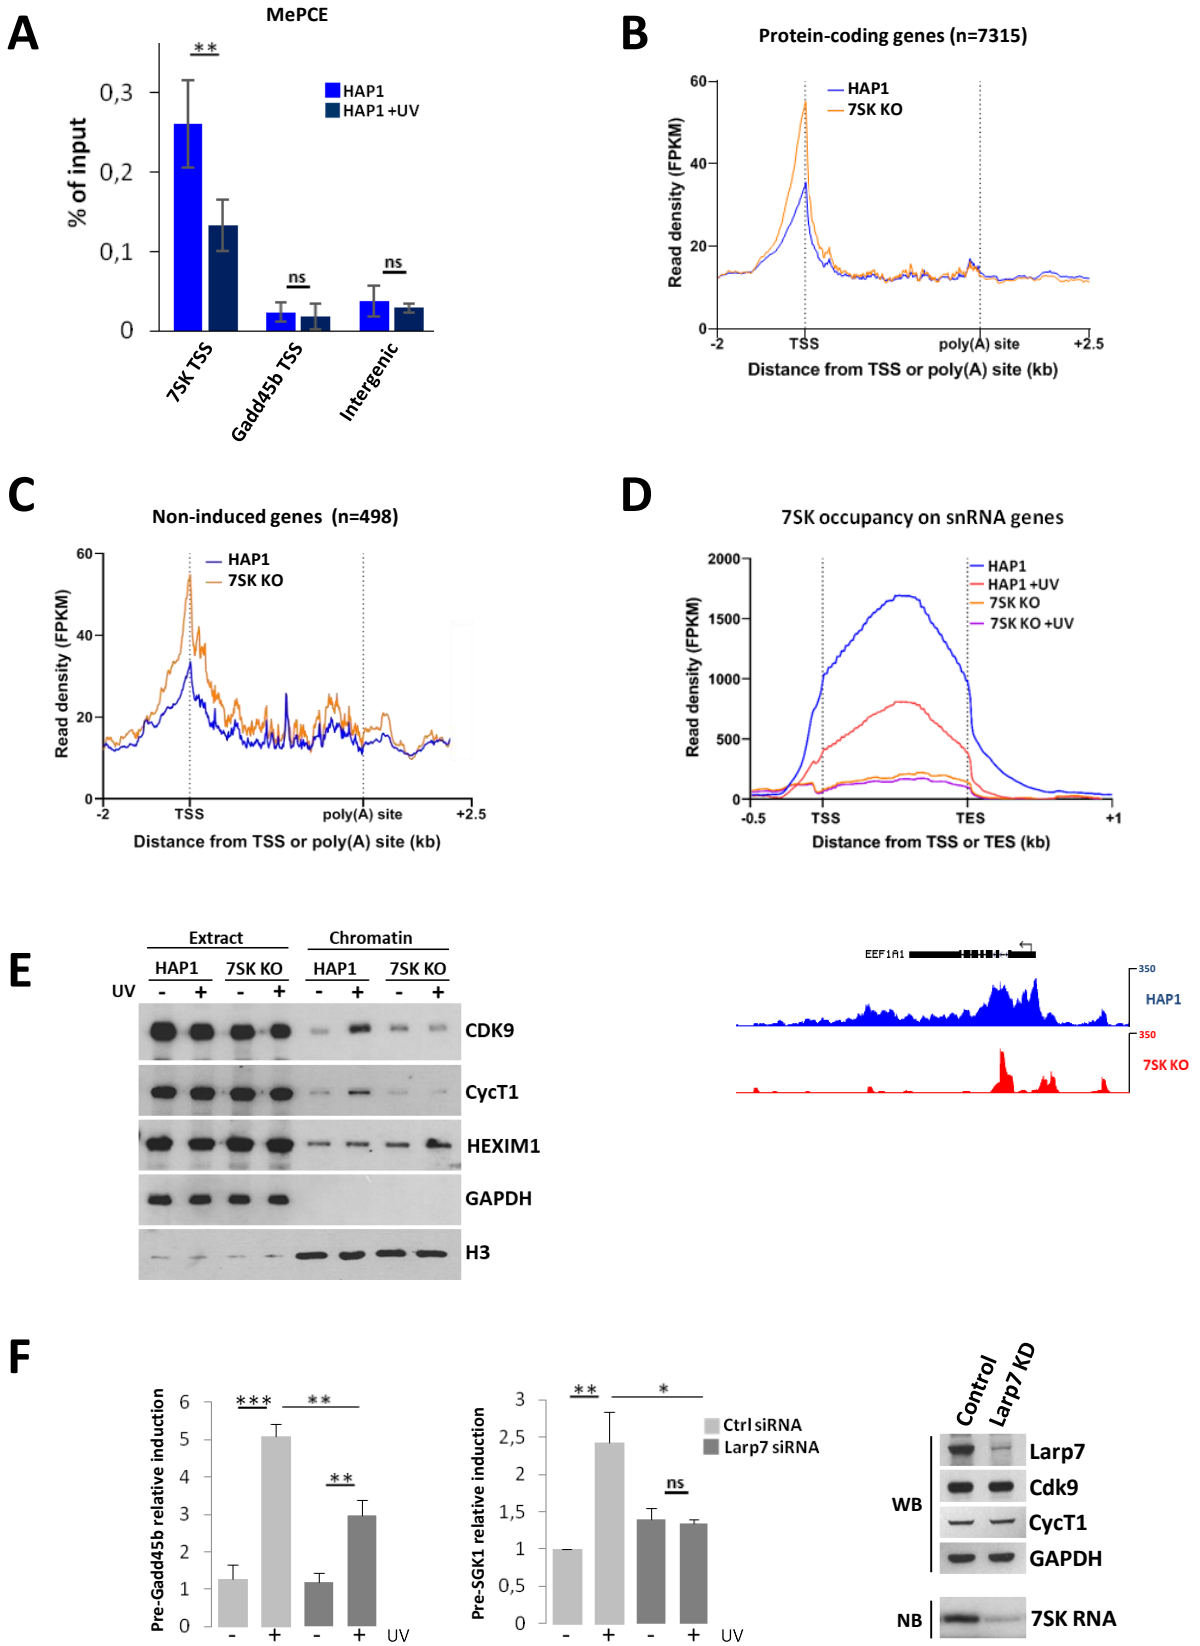 A
MePCE
**
HAP1
HAP1 +UV
ns
ns
% of input
0,3
0,2
0,1
0
7SK TSS
Gadd45b TSS
Intergenic
B
Protein-coding genes (n=7315)
HAP1
7SK KO
Read density (FPKM)
60
40
20
0
-2
TSS
poly(A) site
+2.5
Distance from TSS or poly(A) site (kb)
C
Non-induced genes (n=498)
HAP1
7SK KO
Read density (FPKM)
60
40
20
0
-2
TSS
poly(A) site
+2.5
Distance from TSS or poly(A) site (kb)
D
7SK occupancy on snRNA genes
HAP1
HAP1 +UV
7SK KO
7SK KO +UV
Read density (FPKM)
2000
1500
1000
500
0
-0.5
TSS
TES
+1
Distance from TSS or TES (kb)
EEF1A1
350
HAP1
350
7SK KO
E
Extract
Chromatin
HAP1
7SK KO
HAP1
7SK KO
UV - + - + - + - +
CDK9
CycT1
HEXIM1
GAPDH
H3
F
Pre-Gadd45b relative induction
6
5
4
3
2
1
0
***
**
**
- + - + UV
Pre-SGK1 relative induction
3
2,5
2
1,5
1
0,5
0
**
*
ns
Ctrl siRNA
Larp7 siRNA
- + - + UV
Control
Larp7 KD
WB
Larp7
Cdk9
CycT1
GAPDH
NB
7SK RNA